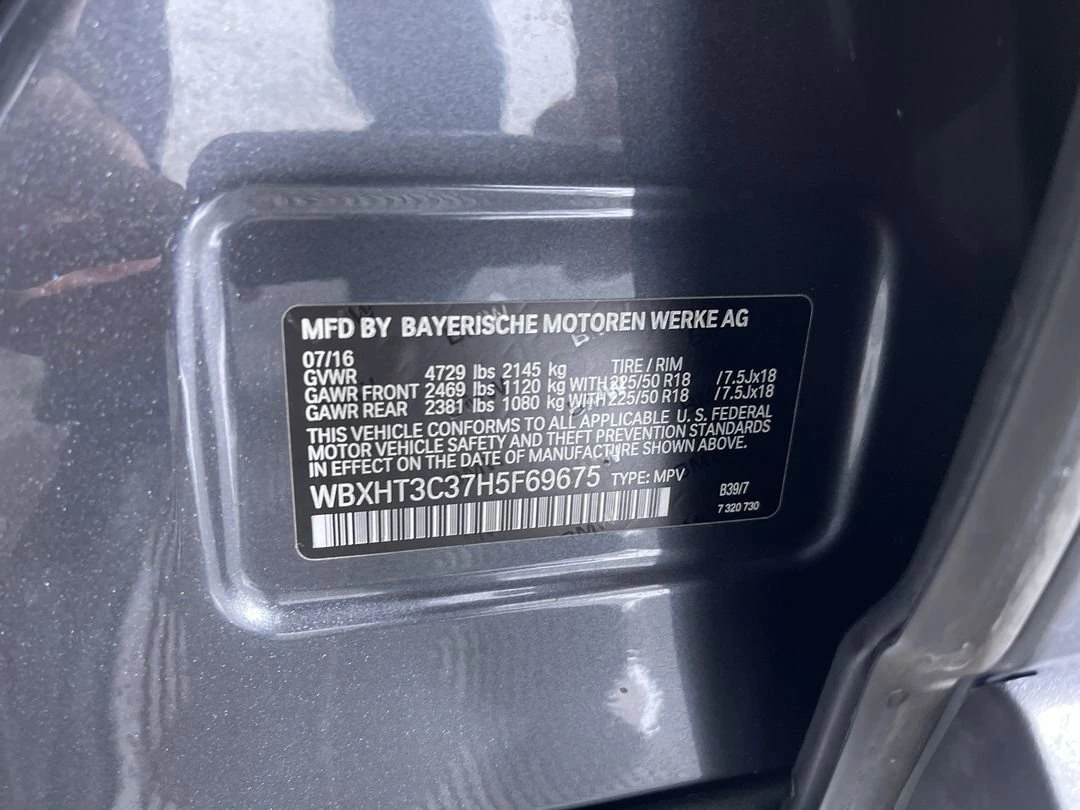 MFD BY BAYERISCHE MOTOREN WERKE AG
07/16 TIRE / RIM
GVWR 4729 lbs 2145 kg
GAWR FRONT 2469 lbs 1120 kg WITH 225/50 R18 /7.5Jx18
GAWR REAR 2381 lbs 1080 kg WITH 225/50 R18 /7.5Jx18
THIS VEHICLE CONFORMS TO ALL APPLICABLE U. S. FEDERAL
MOTOR VEHICLE SAFETY AND THEFT PREVENTION STANDARDS
IN EFFECT ON THE DATE OF MANUFACTURE SHOWN ABOVE.
WBXHT3C37H5F69675 TYPE: MPV B39/7
7 320 730